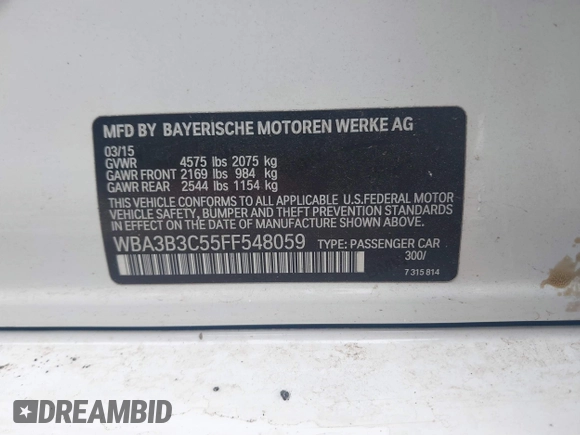 MFD BY BAYERISCHE MOTOREN WERKE AG
03/15
GVWR 4575 lbs 2075 kg
GAWR FRONT 2169 lbs 984 kg
GAWR REAR 2544 lbs 1154 kg
THIS VEHICLE CONFORMS TO ALL APPLICABLE U.S.FEDERAL MOTOR
VEHICLE SAFETY, BUMPER AND THEFT PREVENTION STANDARDS
IN EFFECT ON THE DATE OF MANUFACTURE SHOWN ABOVE.
WBA3B3C55FF548059 TYPE: PASSENGER CAR
300/
7 315 814
DREAMBID